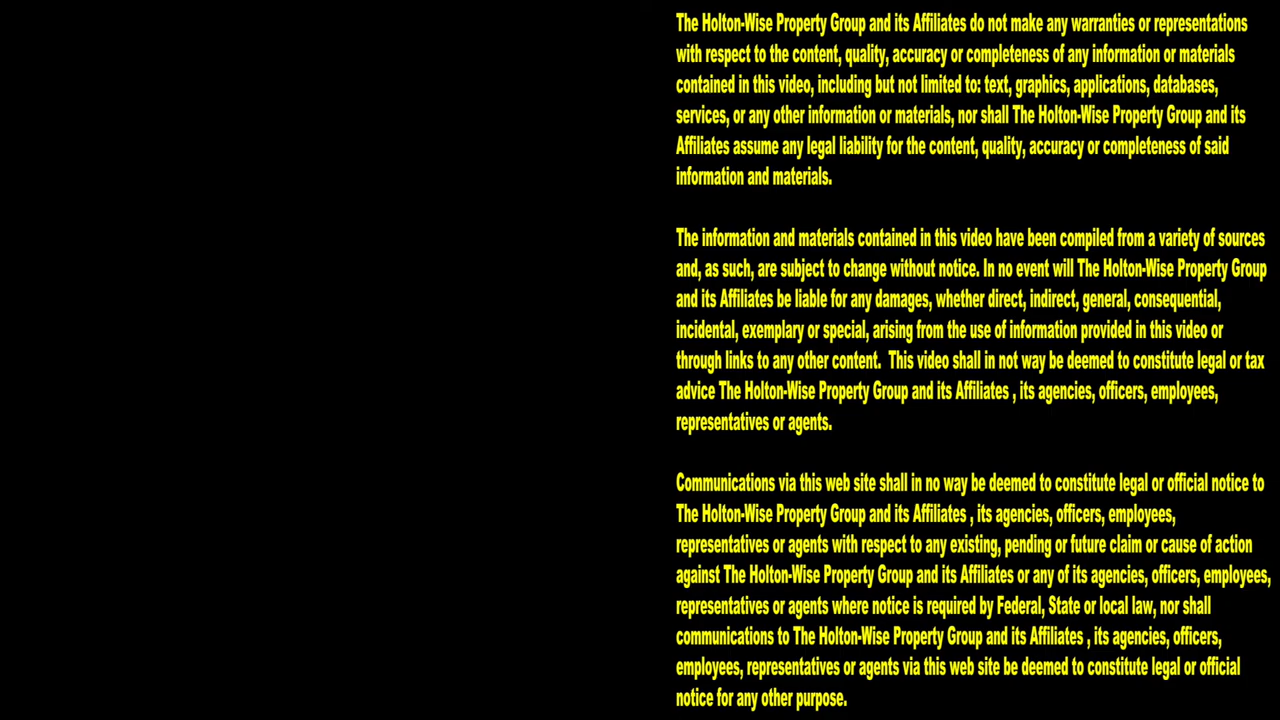 The Holton-Wise Property Group and its Affiliates do not make any warranties or representations
with respect to the content, quality, accuracy or completeness of any information or materials
contained in this video, including but not limited to: text, graphics, applications, databases,
services, or any other information or materials, nor shall The Holton-Wise Property Group and its
Affiliates assume any legal liability for the content, quality, accuracy or completeness of said
information and materials.
The information and materials contained in this video have been compiled from a variety of sources
and, as such, are subject to change without notice. In no event will The Holton-Wise Property Group
and its Affiliates be liable for any damages, whether direct, indirect, general, consequential,
incidental, exemplary or special, arising from the use of information provided in this video or
through links to any other content.  This video shall in not way be deemed to constitute legal or tax
advice The Holton-Wise Property Group and its Affiliates , its agencies, officers, employees,
representatives or agents.
Communications via this web site shall in no way be deemed to constitute legal or official notice to
The Holton-Wise Property Group and its Affiliates , its agencies, officers, employees,
representatives or agents with respect to any existing, pending or future claim or cause of action
against The Holton-Wise Property Group and its Affiliates or any of its agencies, officers, employees,
representatives or agents where notice is required by Federal, State or local law, nor shall
communications to The Holton-Wise Property Group and its Affiliates , its agencies, officers,
employees, representatives or agents via this web site be deemed to constitute legal or official
notice for any other purpose.